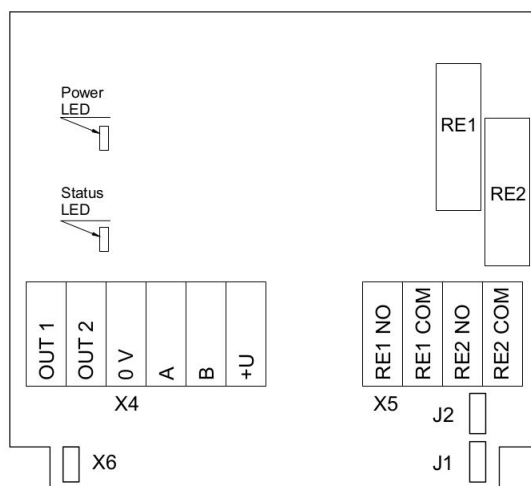 Power
LED
RE1
RE2
Status
LED
OUT 1
OUT 2
0 V
A
B
+U
RE1 NO
RE1 COM
RE2 NO
RE2 COM
X4
X5
J2
X6
J1